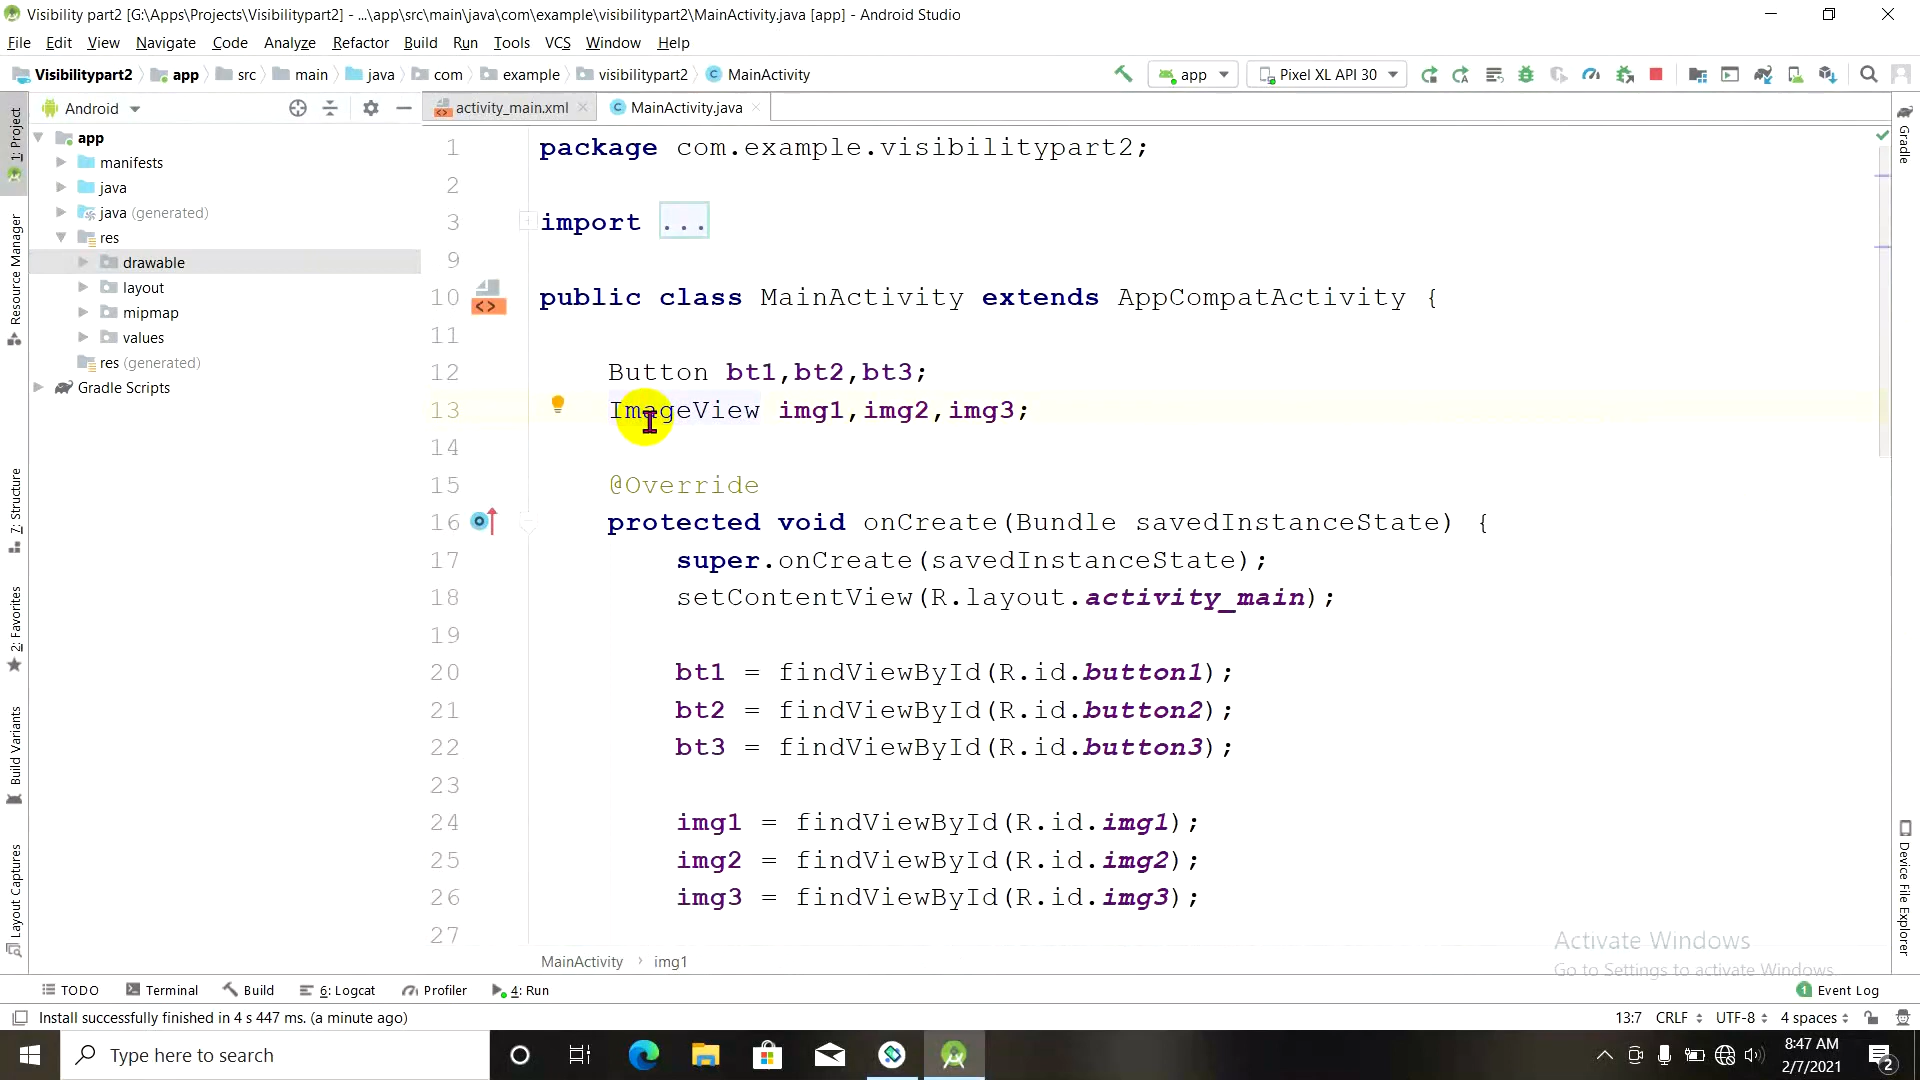 Visibility part2 [G:\Apps\Projects\Visibilitypart2] - ...\app\src\main\java\com\example\visibilitypart2\MainActivity.java [app] - Android Studio
File Edit View Navigate Code Analyze Refactor Build Run Tools VCS Window Help
Visibilitypart2 app src main java com example visibilitypart2 MainActivity app Pixel XL API 30
Android activity_main.xml MainActivity.java
1: Project
Resource Manager
7: Structure
2: Favorites
Build Variants
Layout Captures
app
manifests
java
java (generated)
res
drawable
layout
mipmap
values
res (generated)
Gradle Scripts
1 package com.example.visibilitypart2;
2
3 import ...
9
10 public class MainActivity extends AppCompatActivity {
11
12 Button bt1,bt2,bt3;
13 ImageView img1,img2,img3;
14
15 @Override
16 protected void onCreate(Bundle savedInstanceState) {
17 super.onCreate(savedInstanceState);
18 setContentView(R.layout.activity_main);
19
20 bt1 = findViewById(R.id.button1);
21 bt2 = findViewById(R.id.button2);
22 bt3 = findViewById(R.id.button3);
23
24 img1 = findViewById(R.id.img1);
25 img2 = findViewById(R.id.img2);
26 img3 = findViewById(R.id.img3);
27
Gradle
Device File Explorer
Activate Windows
Go to Settings to activate Windows.
MainActivity › img1
TODO Terminal Build 6: Logcat Profiler 4: Run 1 Event Log
Install successfully finished in 4 s 447 ms. (a minute ago) 13:7 CRLF UTF-8 4 spaces
Type here to search
8:47 AM
2/7/2021
2